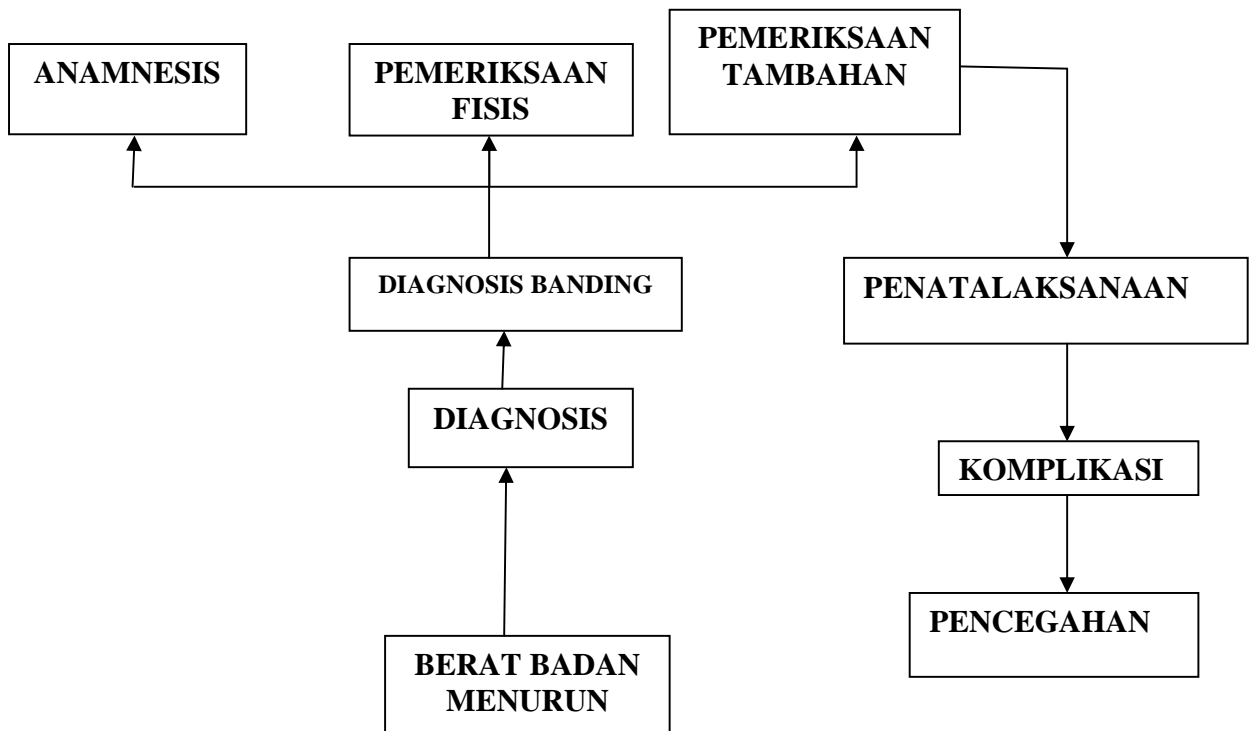 ANAMNESIS
PEMERIKSAAN
FISIS
PEMERIKSAAN
TAMBAHAN
DIAGNOSIS BANDING
PENATALAKSANAAN
DIAGNOSIS
KOMPLIKASI
PENCEGAHAN
BERAT BADAN
MENURUN